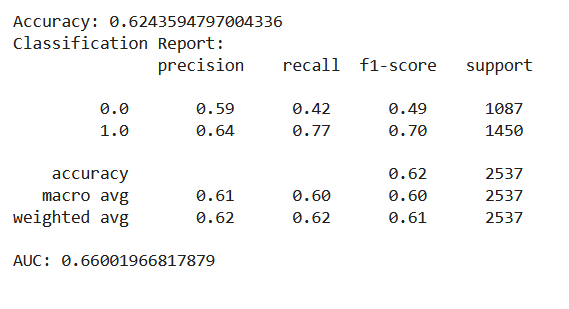 Accuracy: 0.6243594797004336
Classification Report:
precision recall f1-score support
0.0 0.59 0.42 0.49 1087
1.0 0.64 0.77 0.70 1450
accuracy 0.62 2537
macro avg 0.61 0.60 0.60 2537
weighted avg 0.62 0.62 0.61 2537
AUC: 0.66001966817879